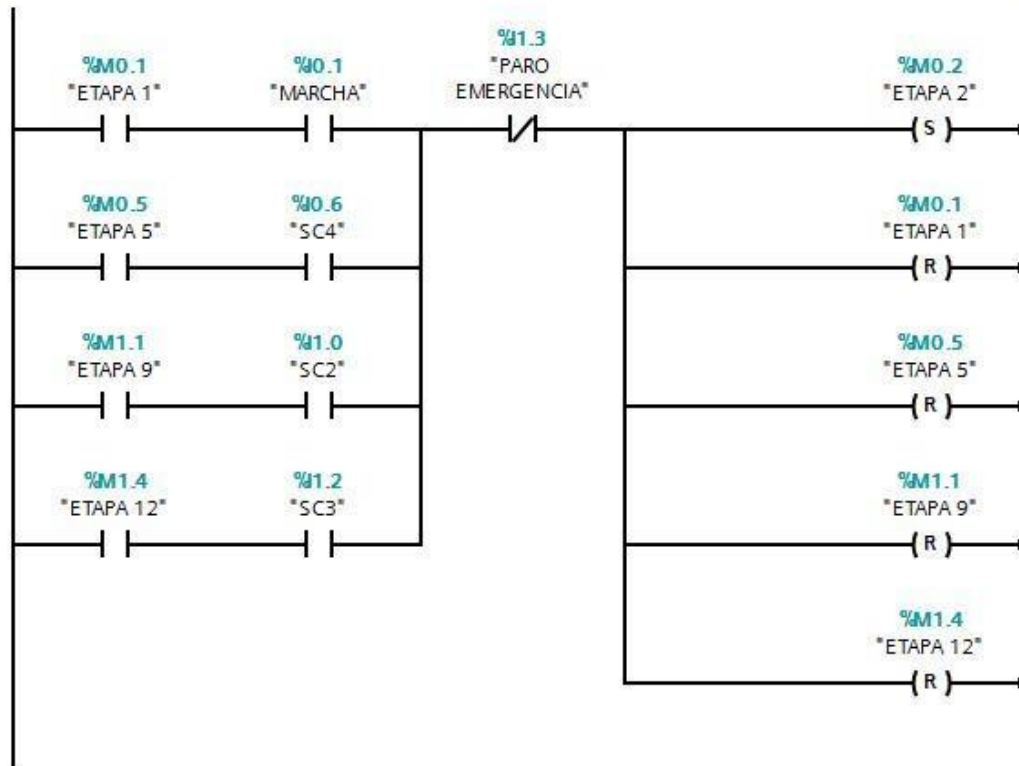 %I1.3
"PARO
EMERGENCIA"
%M0.1
"ETAPA 1"
%I0.1
"MARCHA"
%M0.2
"ETAPA 2"
S
%M0.5
"ETAPA 5"
%I0.6
"SC4"
%M0.1
"ETAPA 1"
R
%M1.1
"ETAPA 9"
%I1.0
"SC2"
%M0.5
"ETAPA 5"
R
%M1.4
"ETAPA 12"
%I1.2
"SC3"
%M1.1
"ETAPA 9"
R
%M1.4
"ETAPA 12"
R